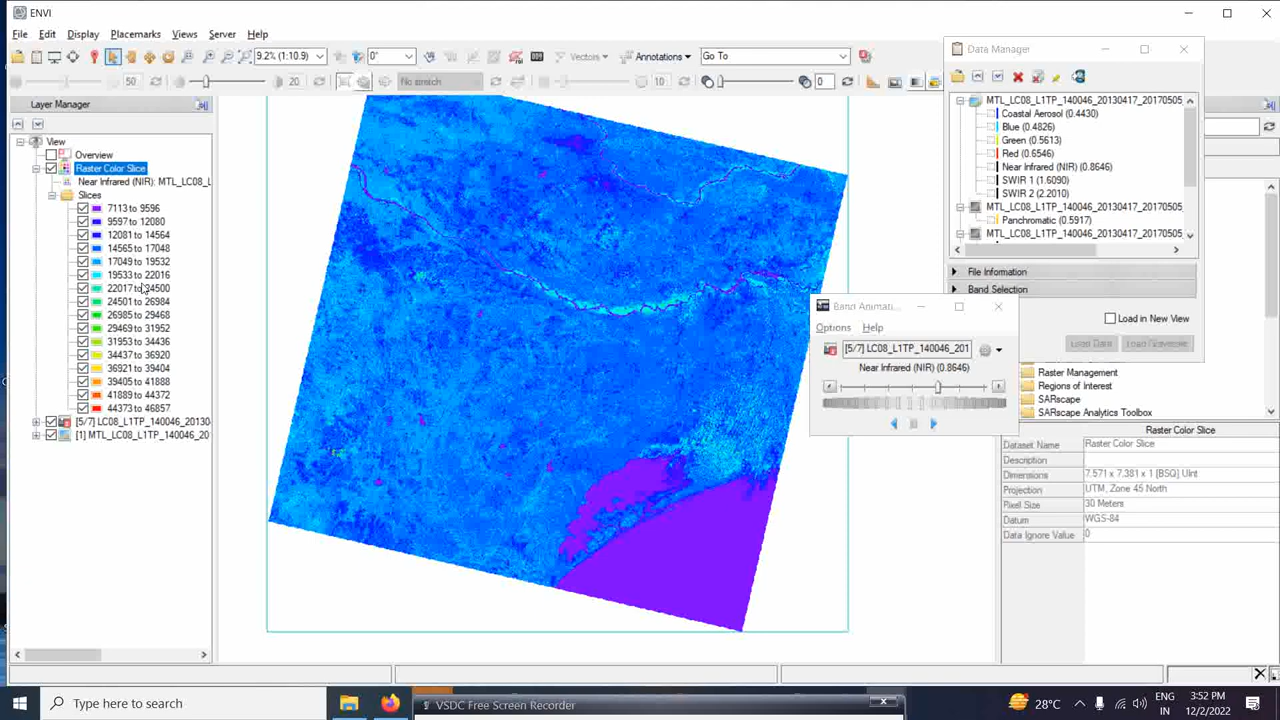 ENVI
File Edit Display Placemarks Views Server Help
9.2% (1:10.9) 0° Vectors Annotations Go To
50 20 No stretch 10 0
Layer Manager
View
Overview
Raster Color Slice
Near Infrared (NIR): MTL_LC08_L
Slices
7113 to 9596
9597 to 12080
12081 to 14564
14565 to 17048
17049 to 19532
19533 to 22016
22017 to 24500
24501 to 26984
26985 to 29468
29469 to 31952
31953 to 34436
34437 to 36920
36921 to 39404
39405 to 41888
41889 to 44372
44373 to 46857
[5/7] LC08_L1TP_140046_20130
[1] MTL_LC08_L1TP_140046_20
Data Manager
MTL_LC08_L1TP_140046_20130417_20170505_
Coastal Aerosol (0.4430)
Blue (0.4826)
Green (0.5613)
Red (0.6546)
Near Infrared (NIR) (0.8646)
SWIR 1 (1.6090)
SWIR 2 (2.2010)
MTL_LC08_L1TP_140046_20130417_20170505_
Panchromatic (0.5917)
MTL_LC08_L1TP_140046_20130417_20170505_
File Information
Band Selection
Load in New View
Load Data Load Grayscale
Band Animati...
Options Help
[5/7] LC08_L1TP_140046_201
Near Infrared (NIR) (0.8646)
Raster Management
Regions of Interest
SARscape
SARscape Analytics Toolbox
Raster Color Slice
Dataset Name Raster Color Slice
Description
Dimensions 7,571 x 7,381 x 1 [BSQ] UInt
Projection UTM, Zone 45 North
Pixel Size 30 Meters
Datum WGS-84
Data Ignore Value 0
Type here to search
VSDC Free Screen Recorder
28°C
ENG
IN
3:52 PM
12/2/2022